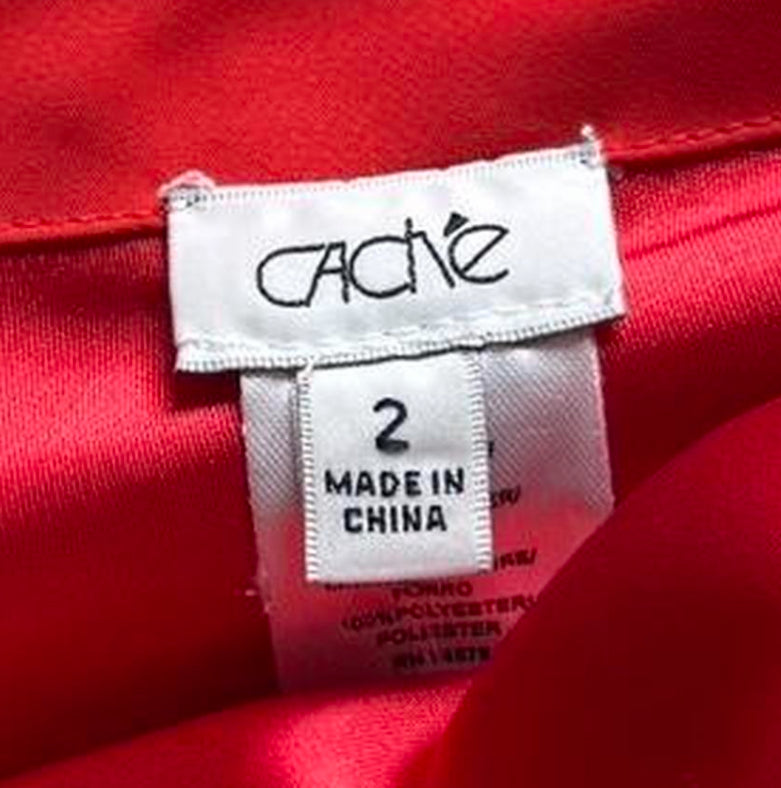 caché
2
MADE IN
CHINA
FORRO
100% POLYESTER/
POLIESTER